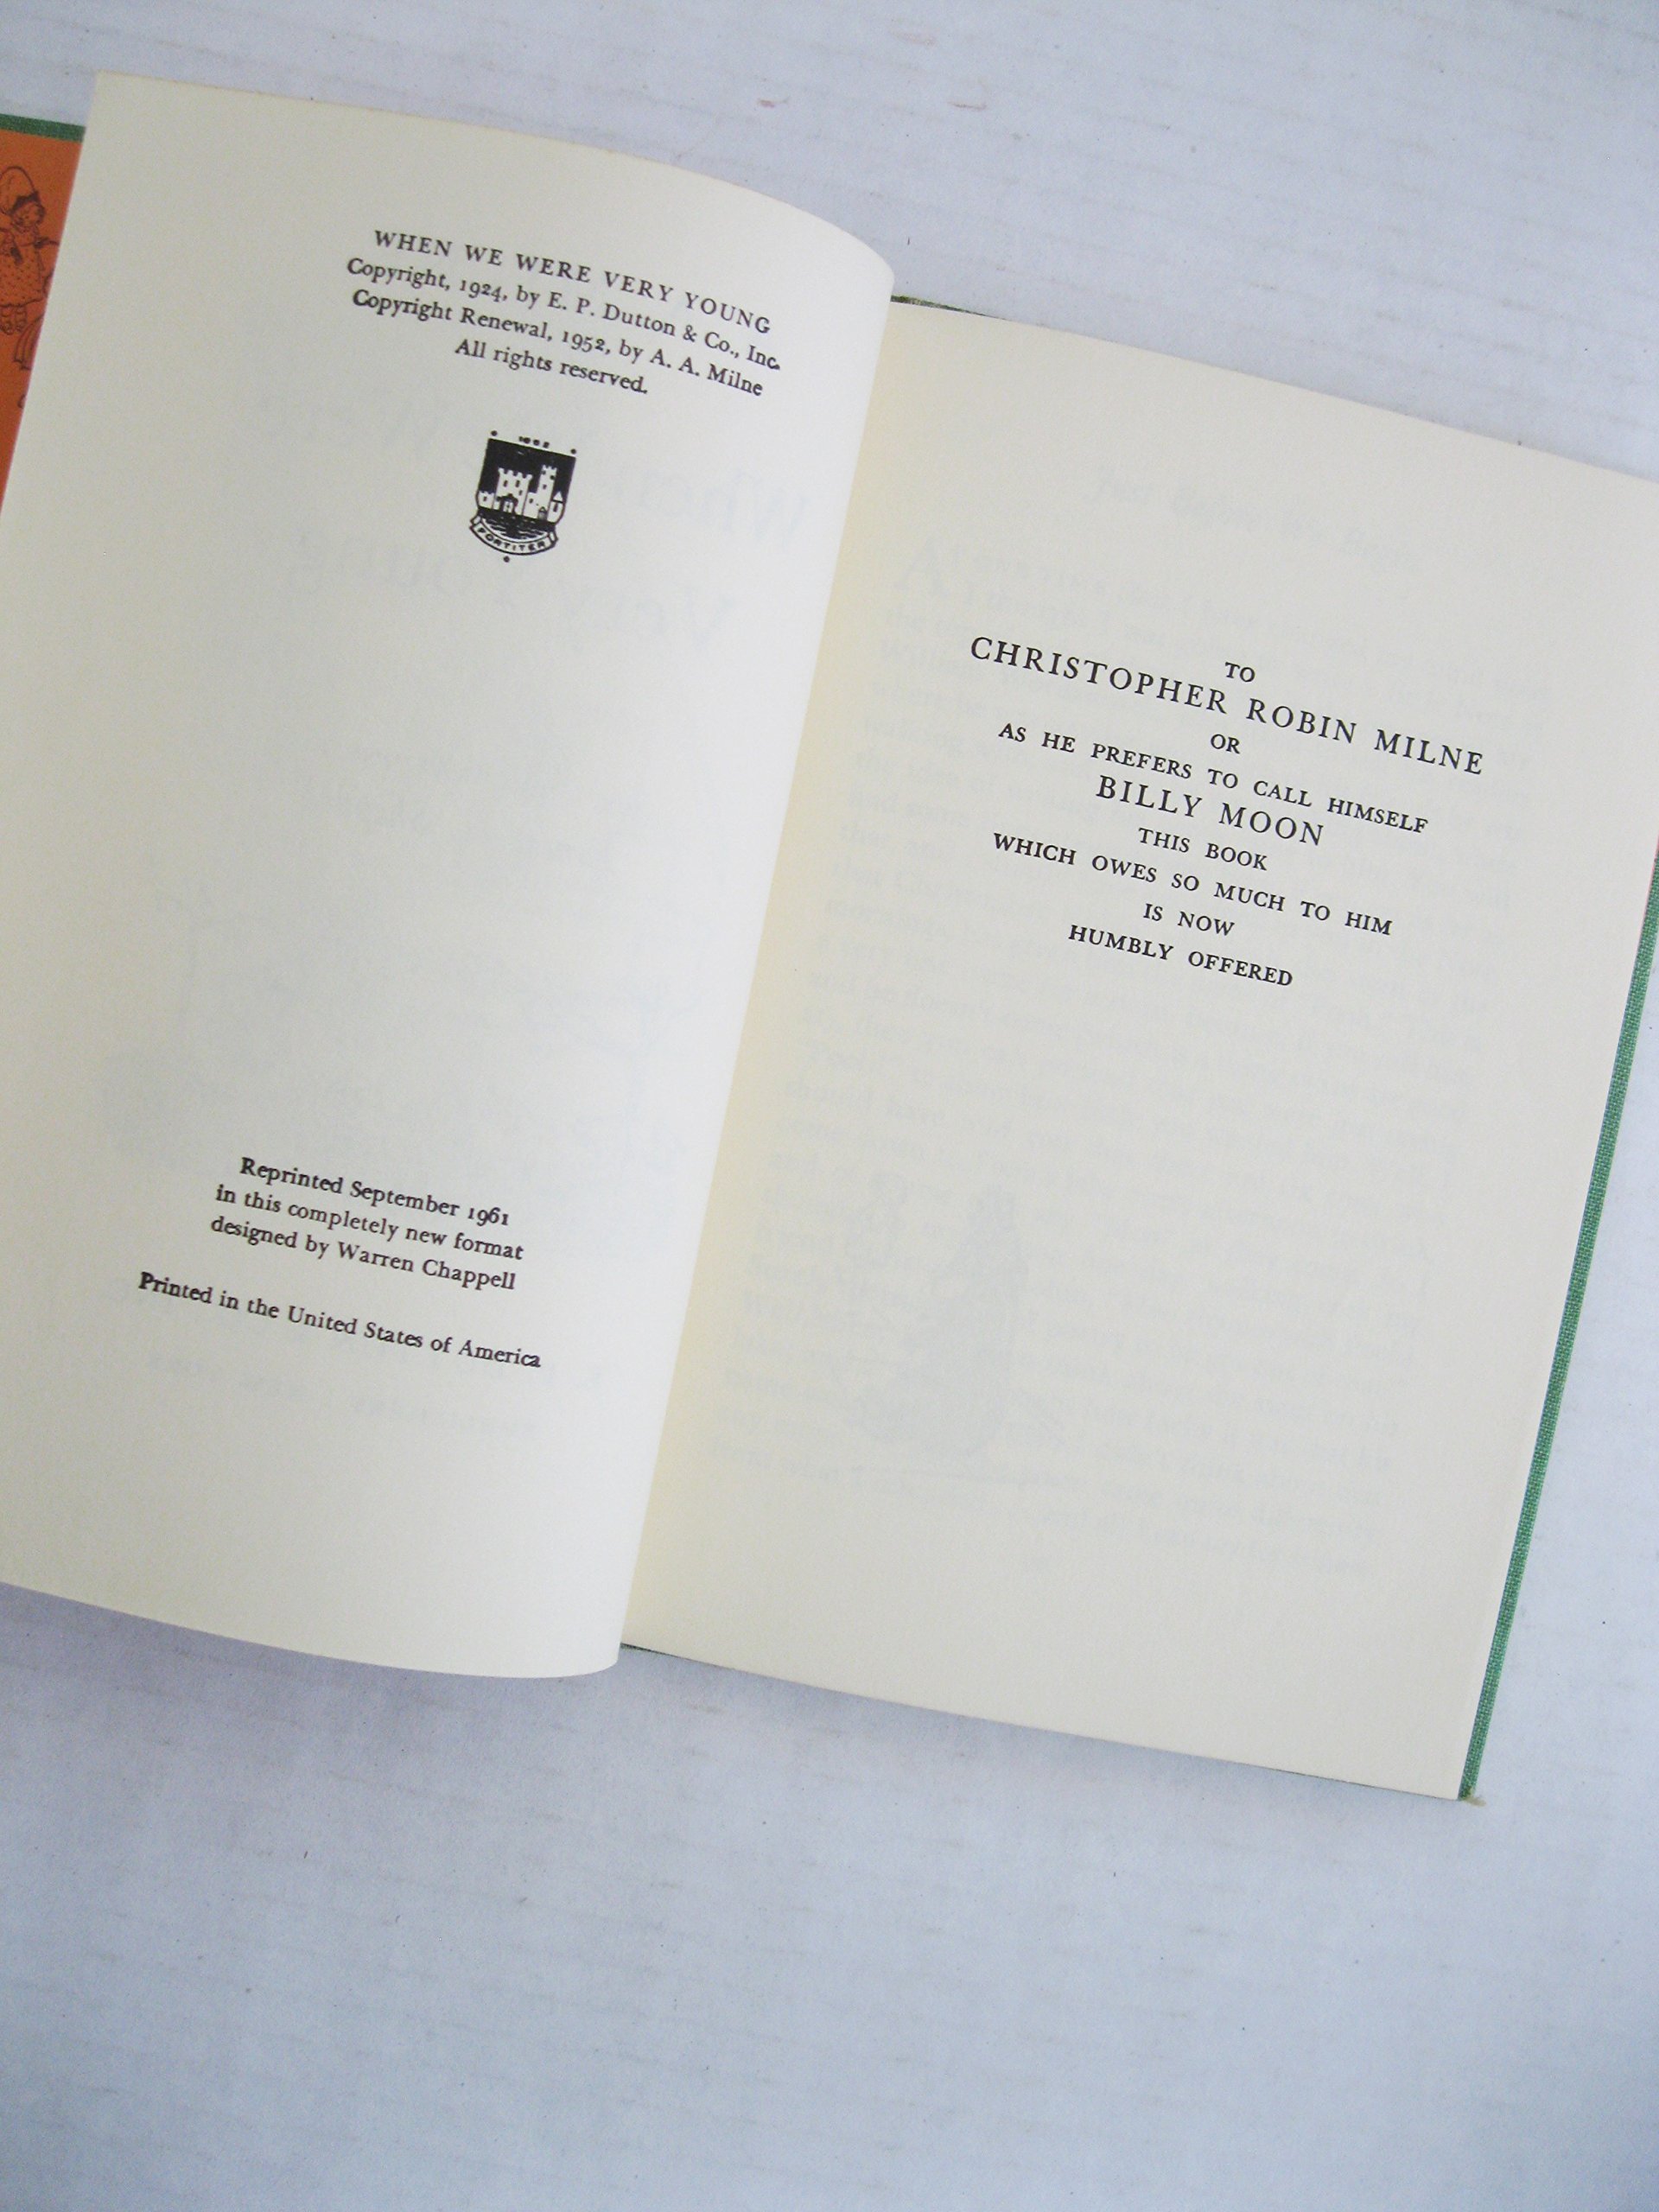 WHEN WE WERE VERY YOUNG
Copyright, 1924, by E. P. Dutton & Co., Inc.
Copyright Renewal, 1952, by A. A. Milne
All rights reserved.
1852
FORTITER
Reprinted September 1961
in this completely new format
designed by Warren Chappell
Printed in the United States of America
TO
CHRISTOPHER ROBIN MILNE
OR
AS HE PREFERS TO CALL HIMSELF
BILLY MOON
THIS BOOK
WHICH OWES SO MUCH TO HIM
IS NOW
HUMBLY OFFERED